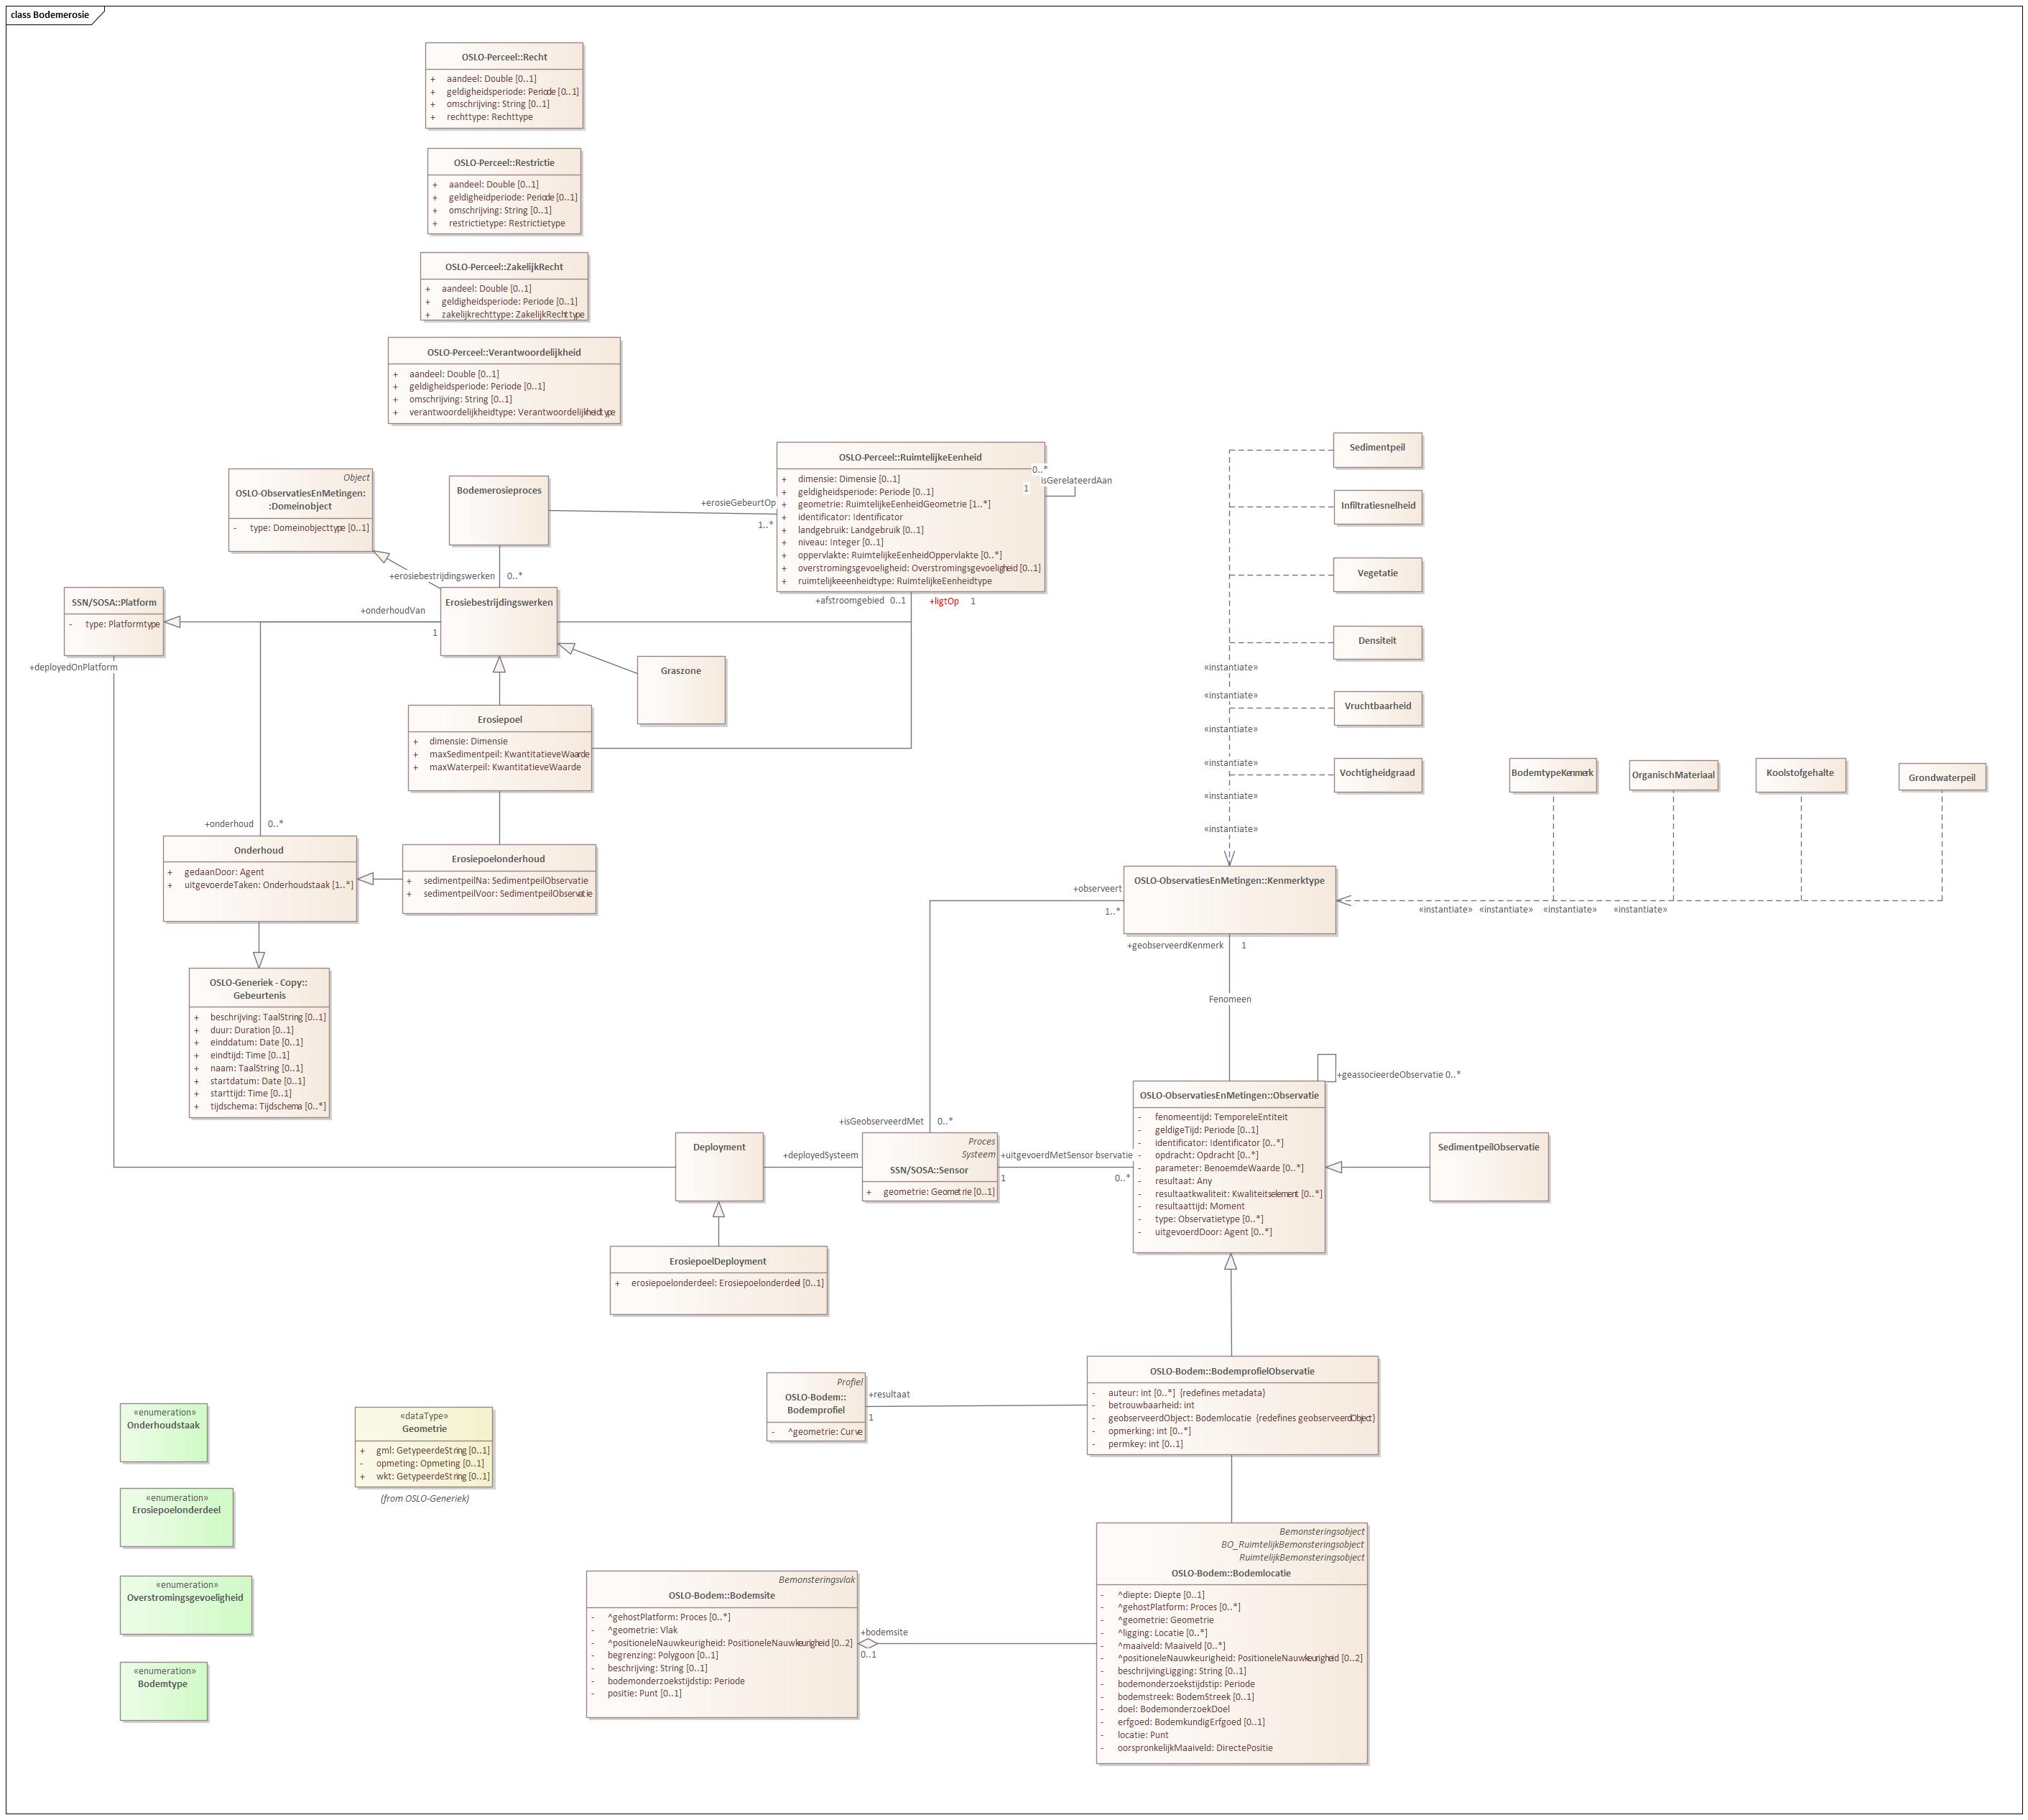 class Bodemerosie
OSLO-Perceel::Recht
+ aandeel: Double [0..1]
+ geldigheidsperiode: Periode [0..1]
+ omschrijving: String [0..1]
+ rechttype: Rechttype
OSLO-Perceel::Restrictie
+ aandeel: Double [0..1]
+ geldigheidperiode: Periode [0..1]
+ omschrijving: String [0..1]
+ restrictietype: Restrictietype
OSLO-Perceel::ZakelijkRecht
+ aandeel: Double [0..1]
+ geldigheidsperiode: Periode [0..1]
+ zakelijkrechttype: ZakelijkRechttype
OSLO-Perceel::Verantwoordelijkheid
+ aandeel: Double [0..1]
+ geldigheidsperiode: Periode [0..1]
+ omschrijving: String [0..1]
+ verantwoordelijkheidtype: Verantwoordelijkheidtype
Object
OSLO-ObservatiesEnMetingen:
:Domeinobject
- type: Domeinobjecttype [0..1]
Bodemerosieproces
+erosieGebeurtOp
1..*
OSLO-Perceel::RuimtelijkeEenheid
+ dimensie: Dimensie [0..1]
+ geldigheidsperiode: Periode [0..1]
+ geometrie: RuimtelijkeEenheidGeometrie [1..*]
+ identificator: Identificator
+ landgebruik: Landgebruik [0..1]
+ niveau: Integer [0..1]
+ oppervlakte: RuimtelijkeEenheidOppervlakte [0..*]
+ overstromingsgevoeligheid: Overstromingsgevoeligheid [0..1]
+ ruimtelijkeeenheidtype: RuimtelijkeEenheidtype
0..*
isGerelateerdAan
1
+afstroomgebied 0..1
+ligtOp 1
+erosiebestrijdingswerken 0..*
SSN/SOSA::Platform
- type: Platformtype
+deployedOnPlatform
+onderhoudVan
1
Erosiebestrijdingswerken
Graszone
Erosiepoel
+ dimensie: Dimensie
+ maxSedimentpeil: KwantitatieveWaarde
+ maxWaterpeil: KwantitatieveWaarde
+onderhoud 0..*
Onderhoud
+ gedaanDoor: Agent
+ uitgevoerdeTaken: Onderhoudstaak [1..*]
Erosiepoelonderhoud
+ sedimentpeilNa: SedimentpeilObservatie
+ sedimentpeilVoor: SedimentpeilObservatie
OSLO-Generiek - Copy::
Gebeurtenis
+ beschrijving: TaalString [0..1]
+ duur: Duration [0..1]
+ einddatum: Date [0..1]
+ eindtijd: Time [0..1]
+ naam: TaalString [0..1]
+ startdatum: Date [0..1]
+ starttijd: Time [0..1]
+ tijdschema: Tijdschema [0..*]
Sedimentpeil
Infiltratiesnelheid
Vegetatie
Densiteit
Vruchtbaarheid
Vochtigheidgraad
«instantiate»
«instantiate»
«instantiate»
«instantiate»
«instantiate»
«instantiate»
BodemtypeKenmerk
OrganischMateriaal
Koolstofgehalte
Grondwaterpeil
OSLO-ObservatiesEnMetingen::Kenmerktype
«instantiate» «instantiate» «instantiate» «instantiate»
+observeert
1..*
+geobserveerdKenmerk 1
Fenomeen
+geassocieerdeObservatie 0..*
OSLO-ObservatiesEnMetingen::Observatie
- fenomeentijd: TemporeleEntiteit
- geldigeTijd: Periode [0..1]
- identificator: Identificator [0..*]
- opdracht: Opdracht [0..*]
- parameter: BenoemdeWaarde [0..*]
- resultaat: Any
- resultaatkwaliteit: Kwaliteitselement [0..*]
- resultaattijd: Moment
- type: Observatietype [0..*]
- uitgevoerdDoor: Agent [0..*]
SedimentpeilObservatie
+isGeobserveerdMet 0..*
Deployment
+deployedSysteem
Proces
Systeem
SSN/SOSA::Sensor
+ geometrie: Geometrie [0..1]
+uitgevoerdMetSensor bservatie
1 0..*
ErosiepoelDeployment
+ erosiepoelonderdeel: Erosiepoelonderdeel [0..1]
Profiel
OSLO-Bodem::
Bodemprofiel
- ^geometrie: Curve
+resultaat
1
OSLO-Bodem::BodemprofielObservatie
- auteur: int [0..*] {redefines metadata}
- betrouwbaarheid: int
- geobserveerdObject: Bodemlocatie {redefines geobserveerdObject}
- opmerking: int [0..*]
- permkey: int [0..1]
«enumeration»
Onderhoudstaak
«enumeration»
Erosiepoelonderdeel
«enumeration»
Overstromingsgevoeligheid
«enumeration»
Bodemtype
«dataType»
Geometrie
+ gml: GetypeerdeString [0..1]
- opmeting: Opmeting [0..1]
+ wkt: GetypeerdeString [0..1]
(from OSLO-Generiek)
Bemonsteringsvlak
OSLO-Bodem::Bodemsite
- ^gehostPlatform: Proces [0..*]
- ^geometrie: Vlak
- ^positioneleNauwkeurigheid: PositioneleNauwkeurigheid [0..2]
- begrenzing: Polygoon [0..1]
- beschrijving: String [0..1]
- bodemonderzoekstijdstip: Periode
- positie: Punt [0..1]
+bodemsite
0..1
Bemonsteringsobject
BO_RuimtelijkBemonsteringsobject
RuimtelijkBemonsteringsobject
OSLO-Bodem::Bodemlocatie
- ^diepte: Diepte [0..1]
- ^gehostPlatform: Proces [0..*]
- ^geometrie: Geometrie
- ^ligging: Locatie [0..*]
- ^maaiveld: Maaiveld [0..*]
- ^positioneleNauwkeurigheid: PositioneleNauwkeurigheid [0..2]
- beschrijvingLigging: String [0..1]
- bodemonderzoekstijdstip: Periode
- bodemstreek: BodemStreek [0..1]
- doel: BodemonderzoekDoel
- erfgoed: BodemkundigErfgoed [0..1]
- locatie: Punt
- oorspronkelijkMaaiveld: DirectePositie